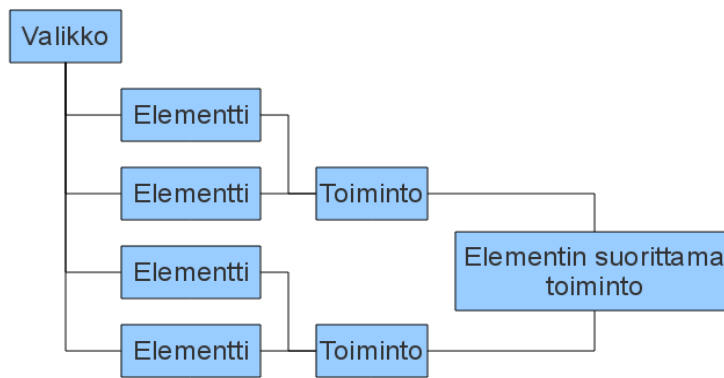 Valikko
Elementti
Elementti
Toiminto
Elementin suorittama
toiminto
Elementti
Elementti
Toiminto